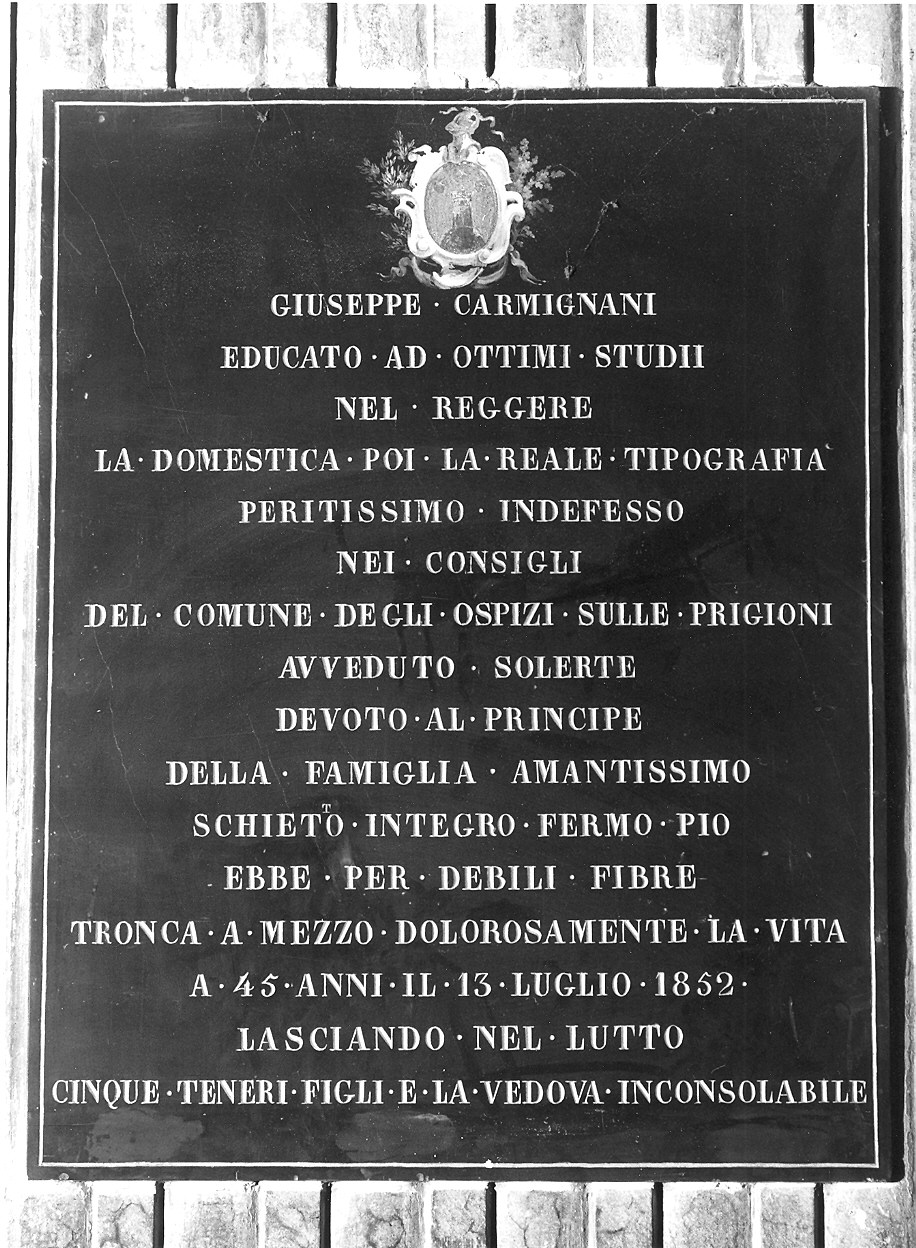 GIUSEPPE · CARMIGNANI
EDUCATO · AD · OTTIMI · STUDII
NEL · REGGERE
LA · DOMESTICA · POI · LA · REALE · TIPOGRAFIA
PERITISSIMO · INDEFESSO
NEI · CONSIGLI
DEL · COMUNE · DEGLI · OSPIZI · SULLE · PRIGIONI
AVVEDUTO · SOLERTE
DEVOTO · AL · PRINCIPE
DELLA · FAMIGLIA · AMANTISSIMO
SCHIETTO · INTEGRO · FERMO · PIO
EBBE · PER · DEBILI · FIBRE
TRONCA · A · MEZZO · DOLOROSAMENTE · LA · VITA
A · 45 · ANNI · IL · 13 · LUGLIO · 1852 ·
LASCIANDO · NEL · LUTTO
CINQUE · TENERI · FIGLI · E · LA · VEDOVA · INCONSOLABILE